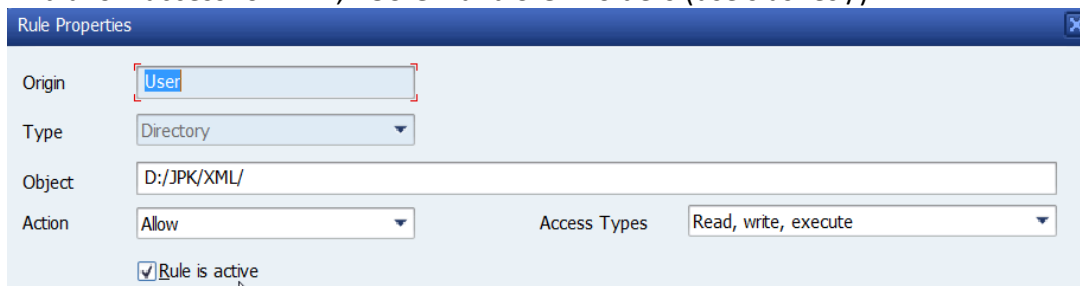 Rule Properties
Origin User
Type Directory
Object D:/JPK/XML/
Action Allow Access Types Read, write, execute
Rule is active